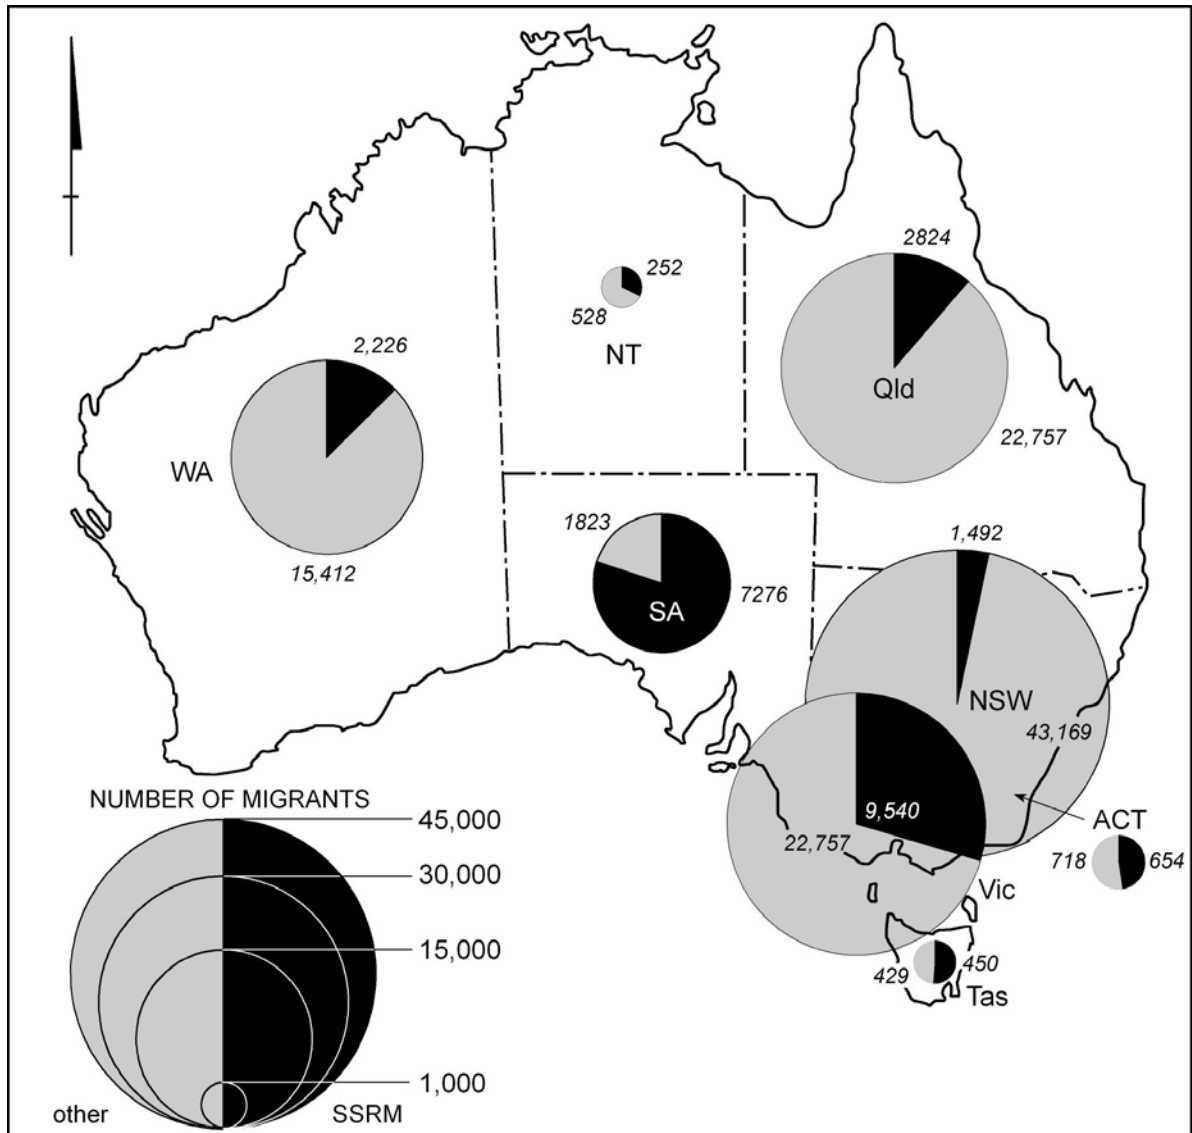 2824
252
528
NT
2,226
Qld
22,757
WA
15,412
1823
7276
SA
1,492
NSW
43,169
NUMBER OF MIGRANTS
45,000
30,000
15,000
1,000
other
SSRM
9,540
22,757
ACT
718
654
Vic
429
450
Tas